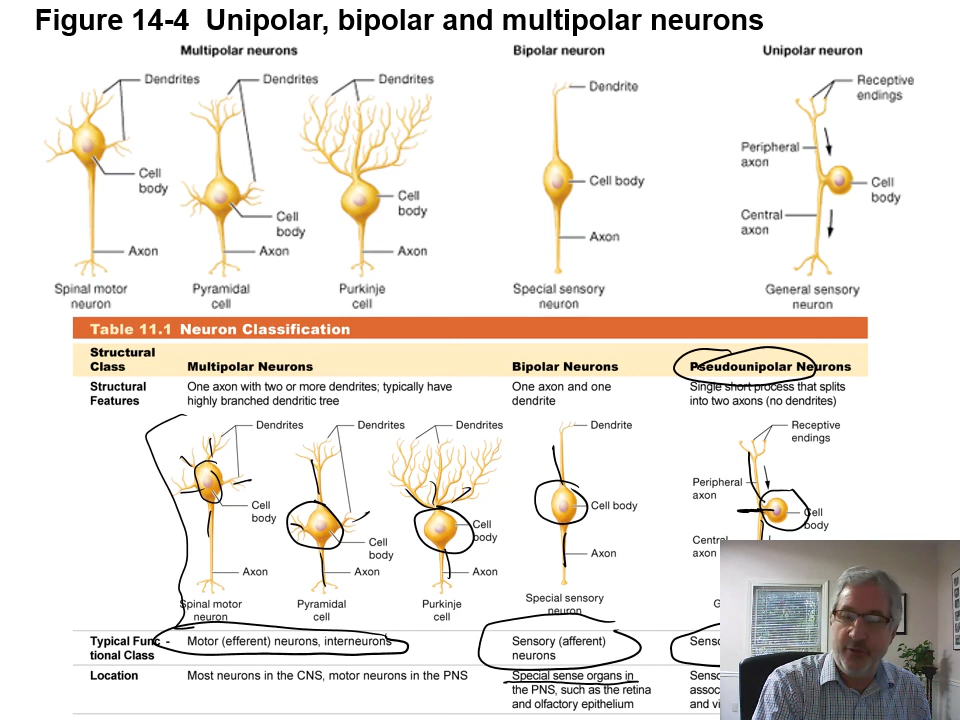 Figure 14-4 Unipolar, bipolar and multipolar neurons
Multipolar neurons
Bipolar neuron
Unipolar neuron
Dendrites
Dendrites
Dendrites
Dendrite
Receptive
endings
Peripheral
axon
Cell
body
Cell
body
Cell
body
Cell body
Cell
body
Central
axon
Axon
Axon
Axon
Axon
Spinal motor
neuron
Pyramidal
cell
Purkinje
cell
Special sensory
neuron
General sensory
neuron
Table 11.1 Neuron Classification
Structural
Class
Multipolar Neurons
Bipolar Neurons
Pseudounipolar Neurons
Structural
Features
One axon with two or more dendrites; typically have
highly branched dendritic tree
One axon and one
dendrite
Single short process that splits
into two axons (no dendrites)
Dendrites
Dendrites
Dendrites
Dendrite
Receptive
endings
Peripheral
axon
Cell
body
Cell
body
Cell
body
Cell body
Cell
body
Central
axon
Axon
Axon
Axon
Axon
Spinal motor
neuron
Pyramidal
cell
Purkinje
cell
Special sensory
neuron
G
Typical Func -
tional Class
Motor (efferent) neurons, interneurons
Sensory (afferent)
neurons
Senso
Location
Most neurons in the CNS, motor neurons in the PNS
Special sense organs in
the PNS, such as the retina
and olfactory epithelium
Senso
assoc
and vi